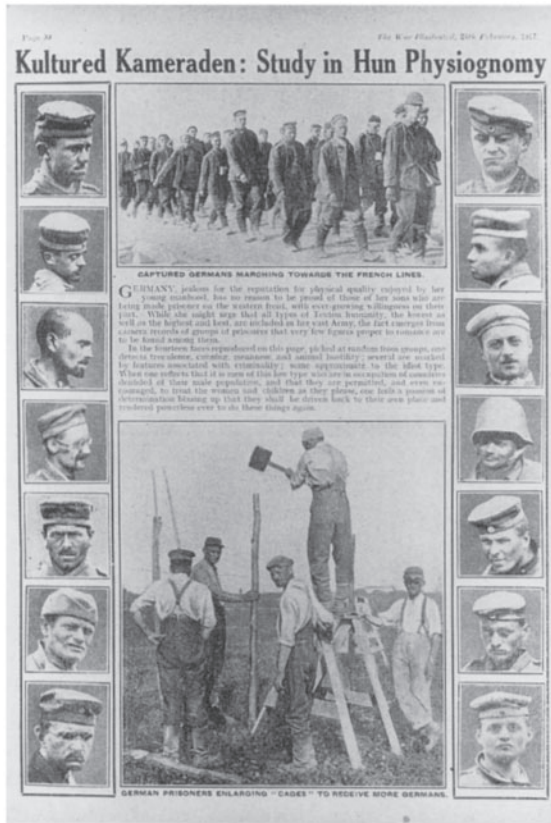 Page 34 The War Illustrated, 24th February, 1917.
Kultured Kameraden: Study in Hun Physiognomy
CAPTURED GERMANS MARCHING TOWARDS THE FRENCH LINES.
GERMANY, jealous for the reputation for physical quality enjoyed by her
young manhood, has no reason to be proud of those of her sons who are
being made prisoner on the western front, with ever-growing willingness on their
part. While she might urge that all types of Teuton humanity, the lowest as
well as the highest and best, are included in her vast Army, the fact emerges from
camera records of groups of prisoners that very few figures proper to romance are
to be found among them.
In the fourteen faces reproduced on this page, picked at random from groups, one
detects truculence, cunning, meanness, and animal hostility; several are marked
by features associated with criminality; some approximate to the idiot type.
When one reflects that it is men of this low type who are in occupation of countries
denuded of their male population, and that they are permitted, and even en-
couraged, to treat the women and children as they please, one feels a passion of
determination blazing up that they shall be driven back to their own place and
rendered powerless ever to do these things again.
GERMAN PRISONERS ENLARGING "CAGES" TO RECEIVE MORE GERMANS.